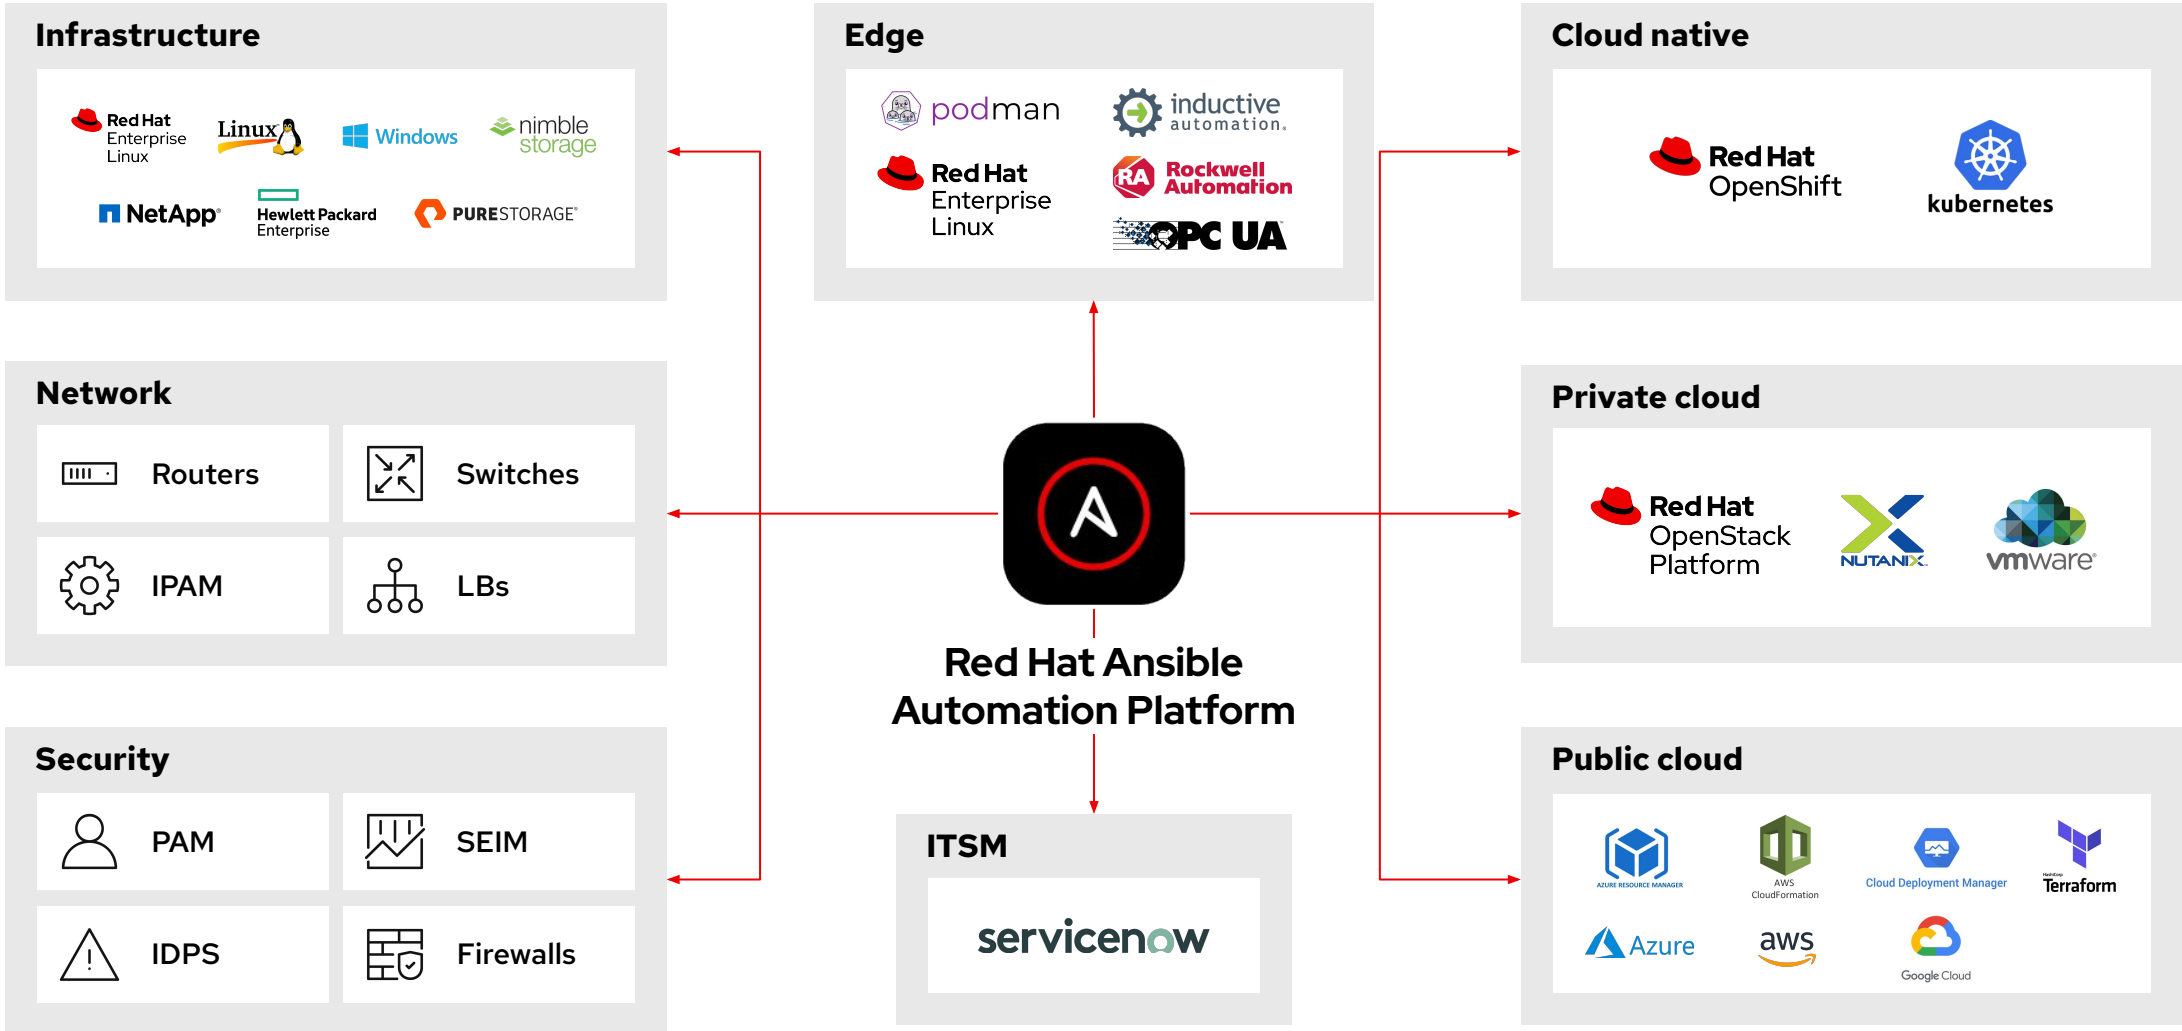 Infrastructure
Red Hat
Enterprise
Linux
Linux
Windows
nimble
storage
NetApp®
Hewlett Packard
Enterprise
PURESTORAGE®
Edge
podman
inductive
automation®
Red Hat
Enterprise
Linux
RA
Rockwell
Automation
OPC UA
Cloud native
Red Hat
OpenShift
kubernetes
Network
Routers
Switches
IPAM
LBs
Red Hat Ansible
Automation Platform
Private cloud
Red Hat
OpenStack
Platform
NUTANIX™
vmware®
Security
PAM
SEIM
IDPS
Firewalls
ITSM
servicenow
Public cloud
AZURE RESOURCE MANAGER
AWS
CloudFormation
Cloud Deployment Manager
HashiCorp
Terraform
Azure
aws
Google Cloud